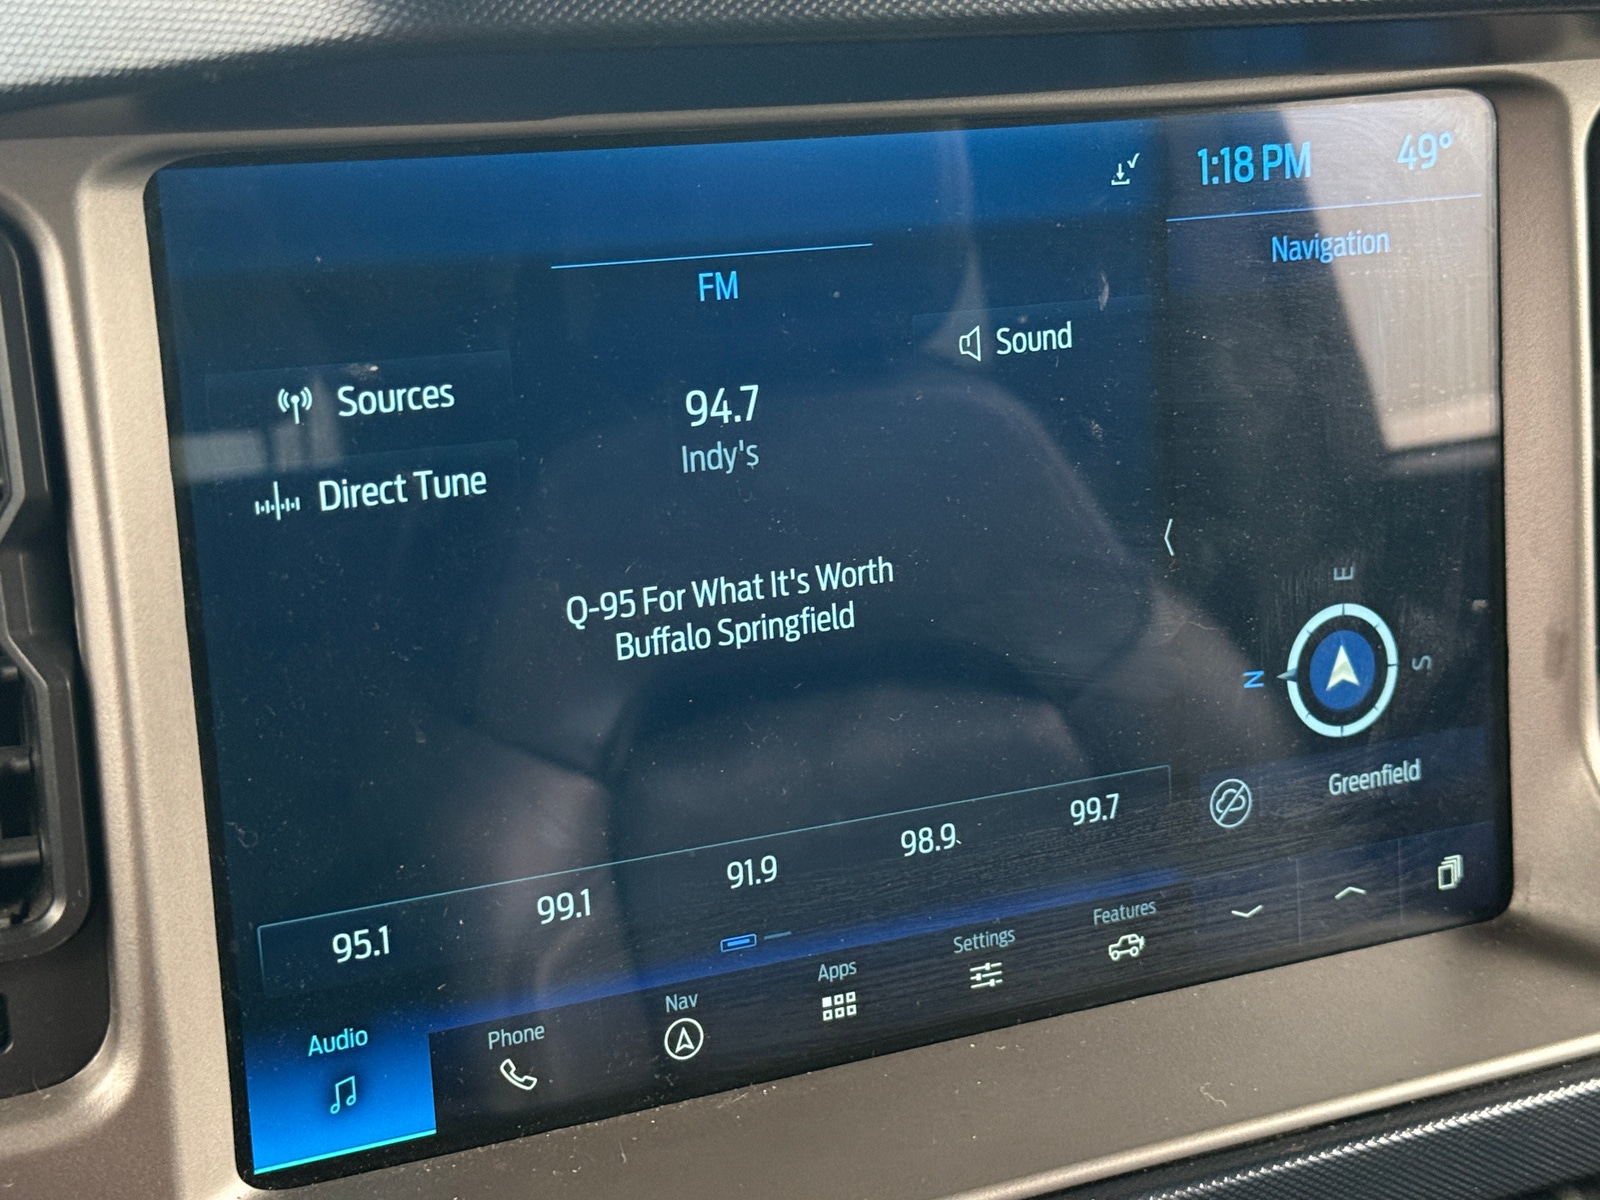 1:18 PM 49°
FM
Navigation
Sources
Sound
94.7
Indy's
Direct Tune
Q-95 For What It's Worth
Buffalo Springfield
E
N
S
Greenfield
95.1 99.1 91.9 98.9 99.7
Audio Phone Nav Apps Settings Features